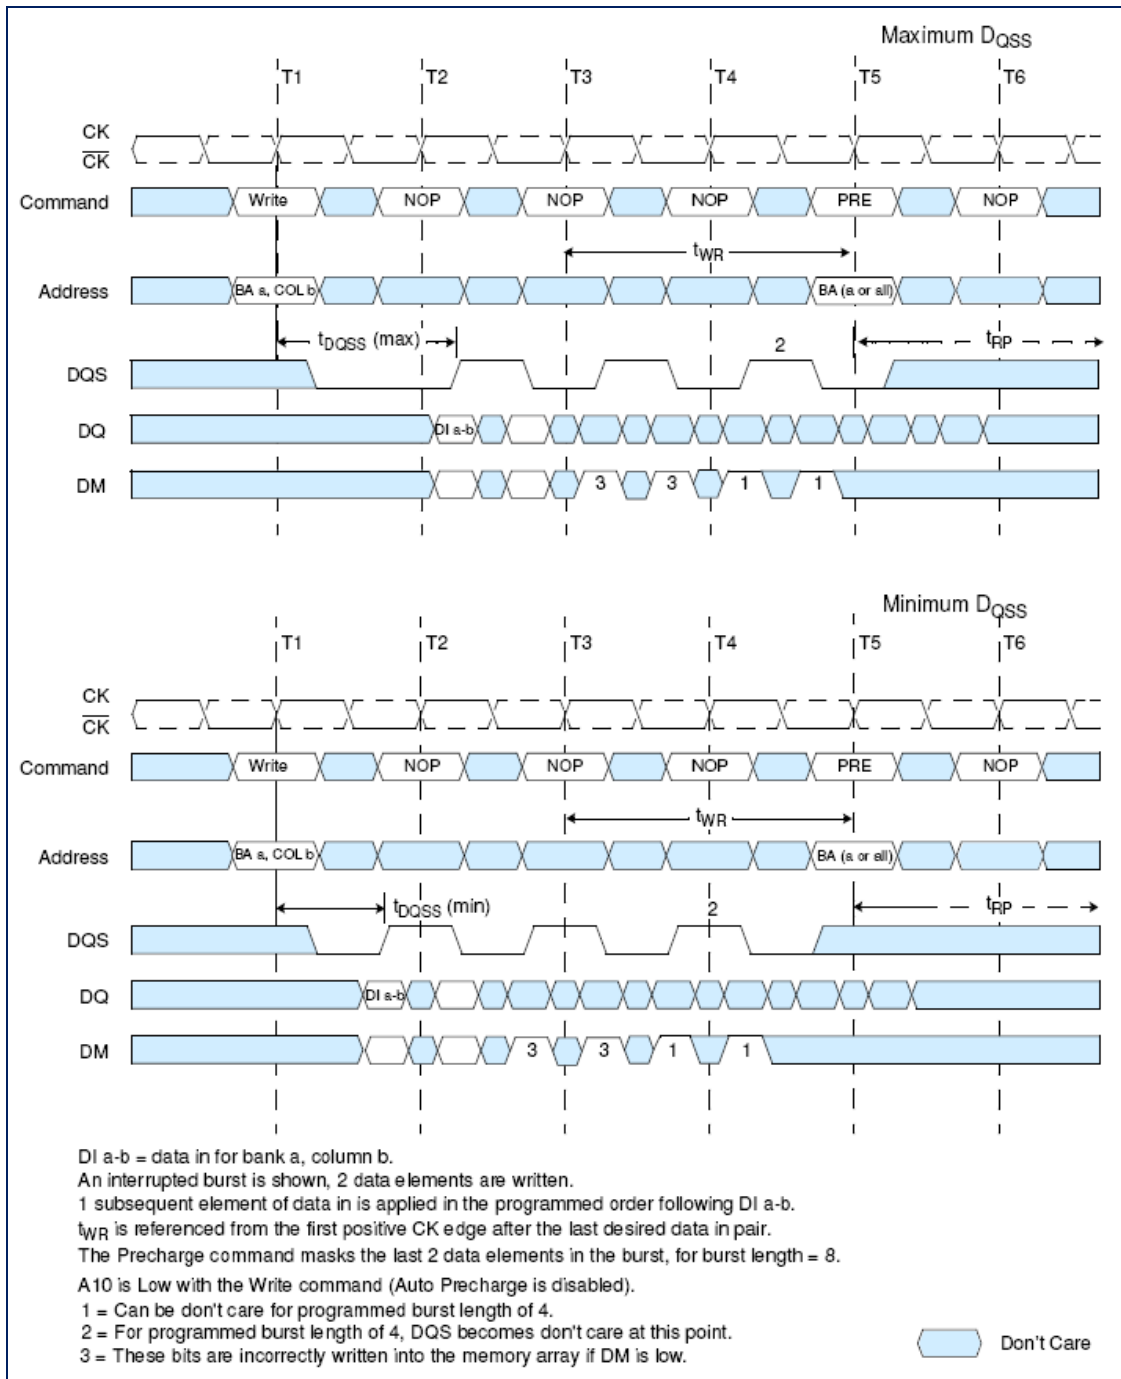 Maximum DQSS
T1 T2 T3 T4 T5 T6
CK
CK
Command Write NOP NOP NOP PRE NOP
tWR
Address BA a, COL b BA (a or all)
tDQSS (max) 2 tRP
DQS
DQ DI a-b
DM 3 3 1 1
Minimum DQSS
T1 T2 T3 T4 T5 T6
CK
CK
Command Write NOP NOP NOP PRE NOP
tWR
Address BA a, COL b BA (a or all)
tDQSS (min) 2 tRP
DQS
DQ DI a-b
DM 3 3 1 1
DI a-b = data in for bank a, column b.
An interrupted burst is shown, 2 data elements are written.
1 subsequent element of data in is applied in the programmed order following DI a-b.
tWR is referenced from the first positive CK edge after the last desired data in pair.
The Precharge command masks the last 2 data elements in the burst, for burst length = 8.
A10 is Low with the Write command (Auto Precharge is disabled).
1 = Can be don't care for programmed burst length of 4.
2 = For programmed burst length of 4, DQS becomes don't care at this point.
3 = These bits are incorrectly written into the memory array if DM is low.
Don't Care